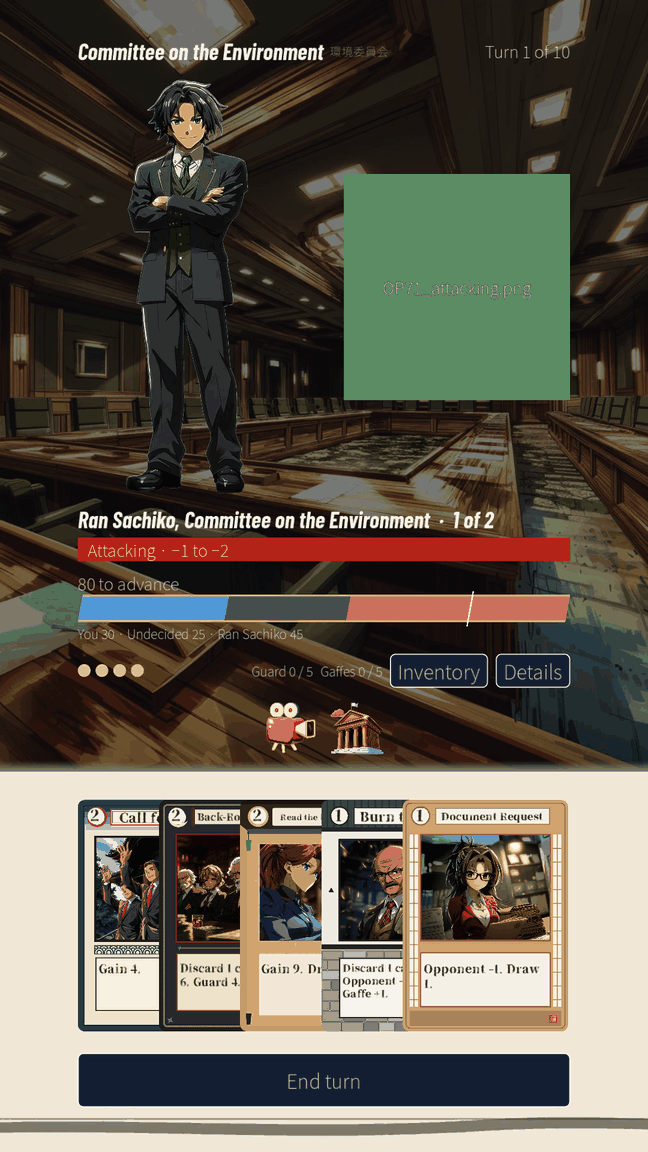 Committee on the Environment 環境委員会
Turn 1 of 10
OP71_attacking.png
Ran Sachiko, Committee on the Environment · 1 of 2
Attacking · −1 to −2
80 to advance
You 30 · Undecided 25 · Ran Sachiko 45
Guard 0 / 5 Gaffes 0 / 5
Inventory
Details
2 Call
Gain 4.
2 Back-Ro
Discard 1
6. Guard 4.
2 Read the
Gain 9. Dr
1 Burn
Discard 1
Opponent
Gaffe +1.
1 Document Request
Opponent -1. Draw
1.
End turn